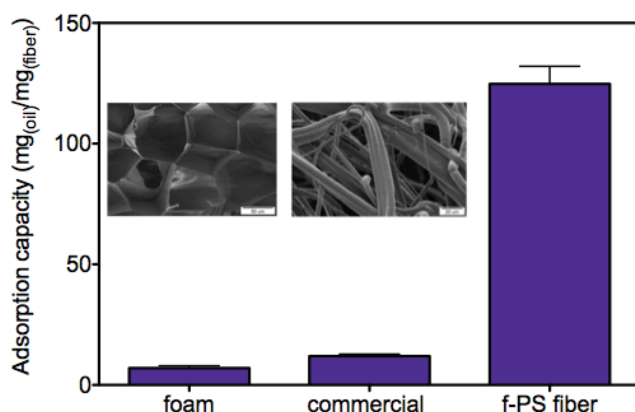 Adsorption capacity (mg(oil)/mg(fiber))
150
100
50
0
foam
commercial
f-PS fiber